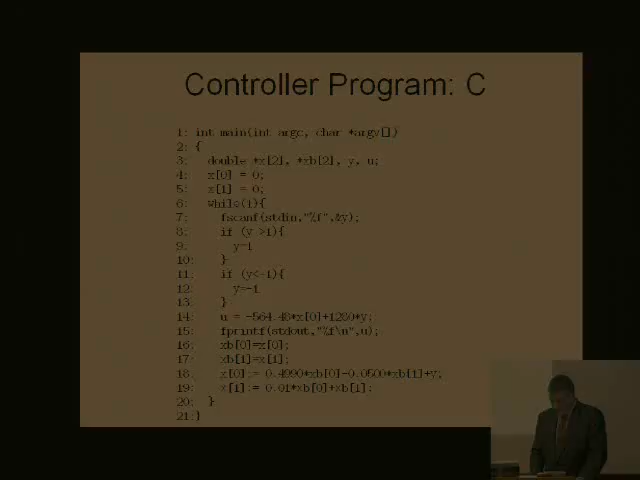 Controller Program: C
1: int main(int argc, char *argv[])
2: {
3: double *x[2], *xb[2], y, u;
4: x[0] = 0;
5: x[1] = 0;
6: while(1){
7: fscanf(stdin,"%f",&y);
8: if (y >1){
9: y=1
10: }
11: if (y<-1){
12: y=-1
13: }
14: u = -564.48*x[0]+1280*y;
15: fprintf(stdout,"%f\n",u);
16: xb[0]=x[0];
17: xb[1]=x[1];
18: x[0]:= 0.4990*xb[0]-0.0500*xb[1]+y;
19: x[1]:= 0.01*xb[0]+xb[1];
20: }
21:}